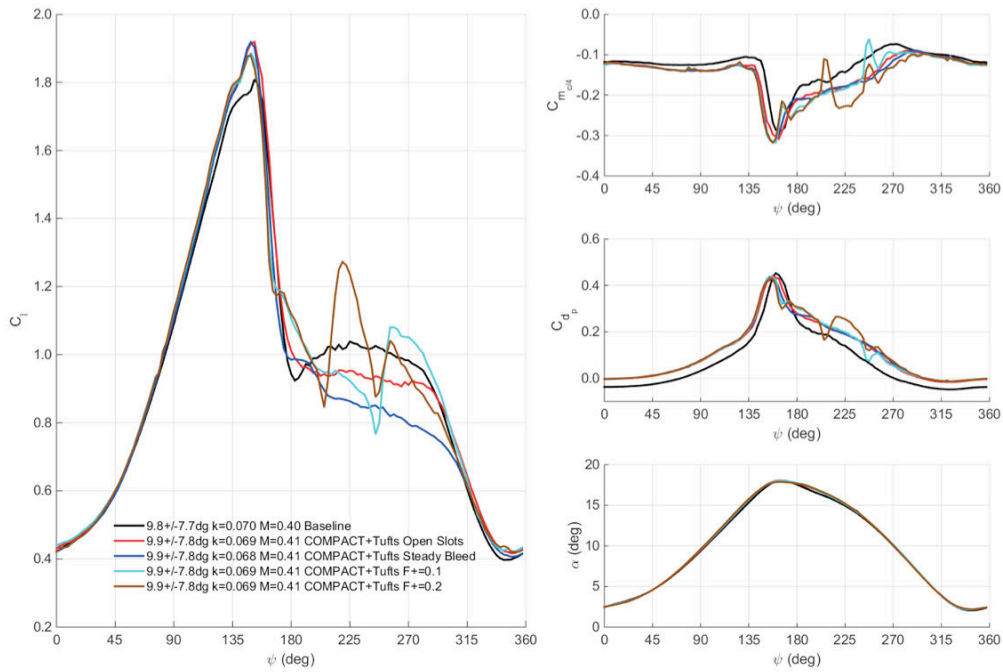 2.0
1.8
1.6
1.4
1.2
1.0
0.8
0.6
0.4
0.2
C_l
0 45 90 135 180 225 270 315 360
ψ (deg)
9.8+/-7.7dg k=0.070 M=0.40 Baseline
9.9+/-7.8dg k=0.069 M=0.41 COMPACT+Tufts Open Slots
9.9+/-7.8dg k=0.068 M=0.41 COMPACT+Tufts Steady Bleed
9.9+/-7.8dg k=0.069 M=0.41 COMPACT+Tufts F+=0.1
9.9+/-7.8dg k=0.069 M=0.41 COMPACT+Tufts F+=0.2
0.0
-0.1
-0.2
-0.3
-0.4
C_m_c/4
0 45 90 135 180 225 270 315 360
ψ (deg)
0.6
0.4
0.2
0.0
C_d_p
0 45 90 135 180 225 270 315 360
ψ (deg)
20
15
10
5
0
α (deg)
0 45 90 135 180 225 270 315 360
ψ (deg)